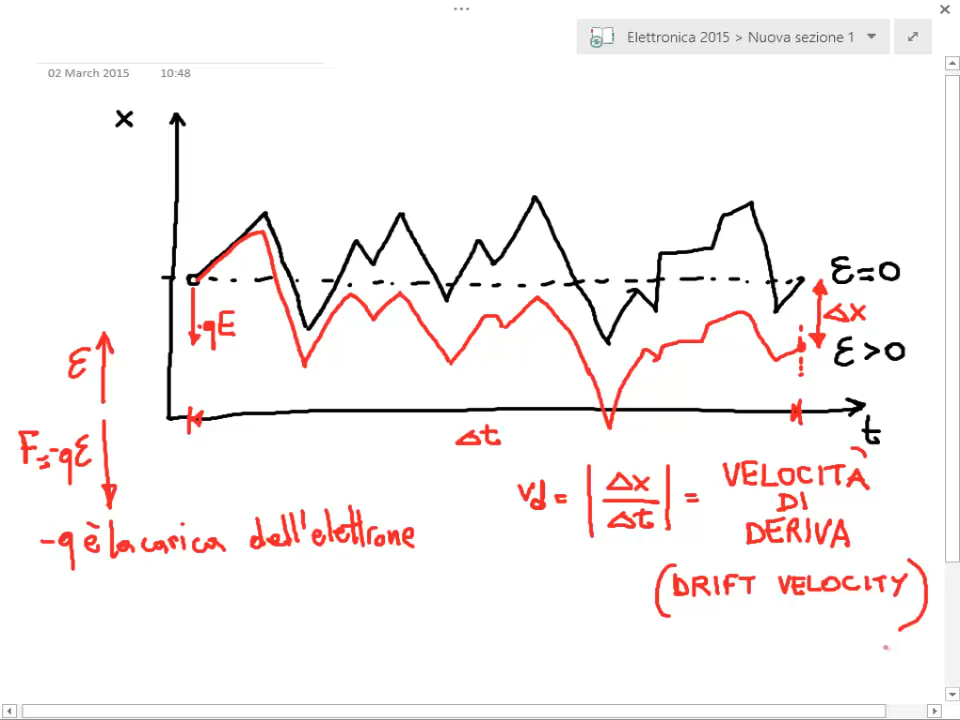 Elettronica 2015 > Nuova sezione 1
02 March 2015 10:48
x
ε=0
Δx
-qE
ε>0
ε
t
F=-qε
Δt
vd = |Δx/Δt| = VELOCITÀ
DI
DERIVA
-q è la carica dell'elettrone
(DRIFT VELOCITY)